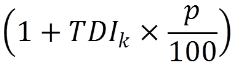 (1 + TDI_k × p/100)